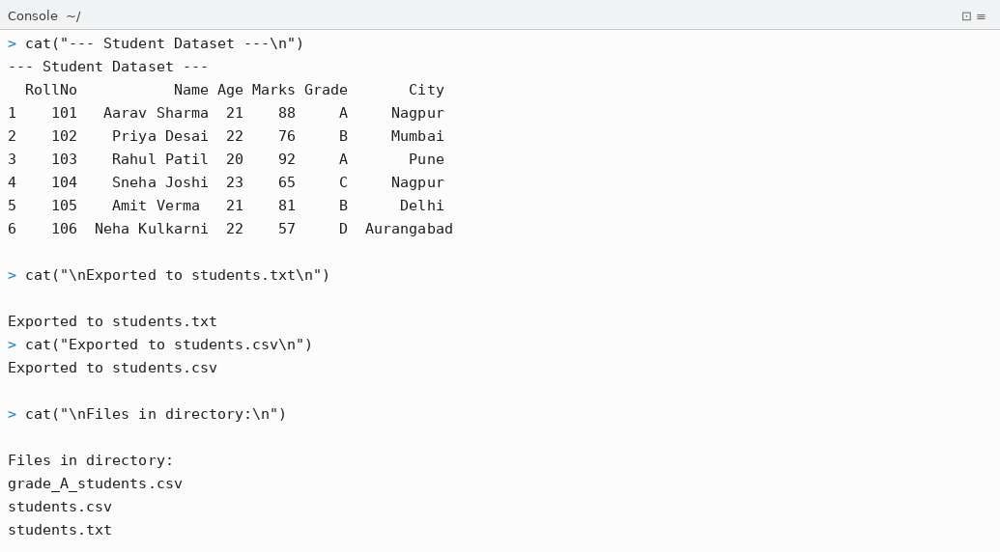 Console ~/
> cat("--- Student Dataset ---\n")
--- Student Dataset ---
  RollNo           Name Age Marks Grade       City
1    101   Aarav Sharma  21    88     A     Nagpur
2    102    Priya Desai  22    76     B     Mumbai
3    103    Rahul Patil  20    92     A       Pune
4    104    Sneha Joshi  23    65     C     Nagpur
5    105    Amit Verma   21    81     B      Delhi
6    106  Neha Kulkarni  22    57     D  Aurangabad
> cat("\nExported to students.txt\n")
Exported to students.txt
> cat("Exported to students.csv\n")
Exported to students.csv
> cat("\nFiles in directory:\n")
Files in directory:
grade_A_students.csv
students.csv
students.txt